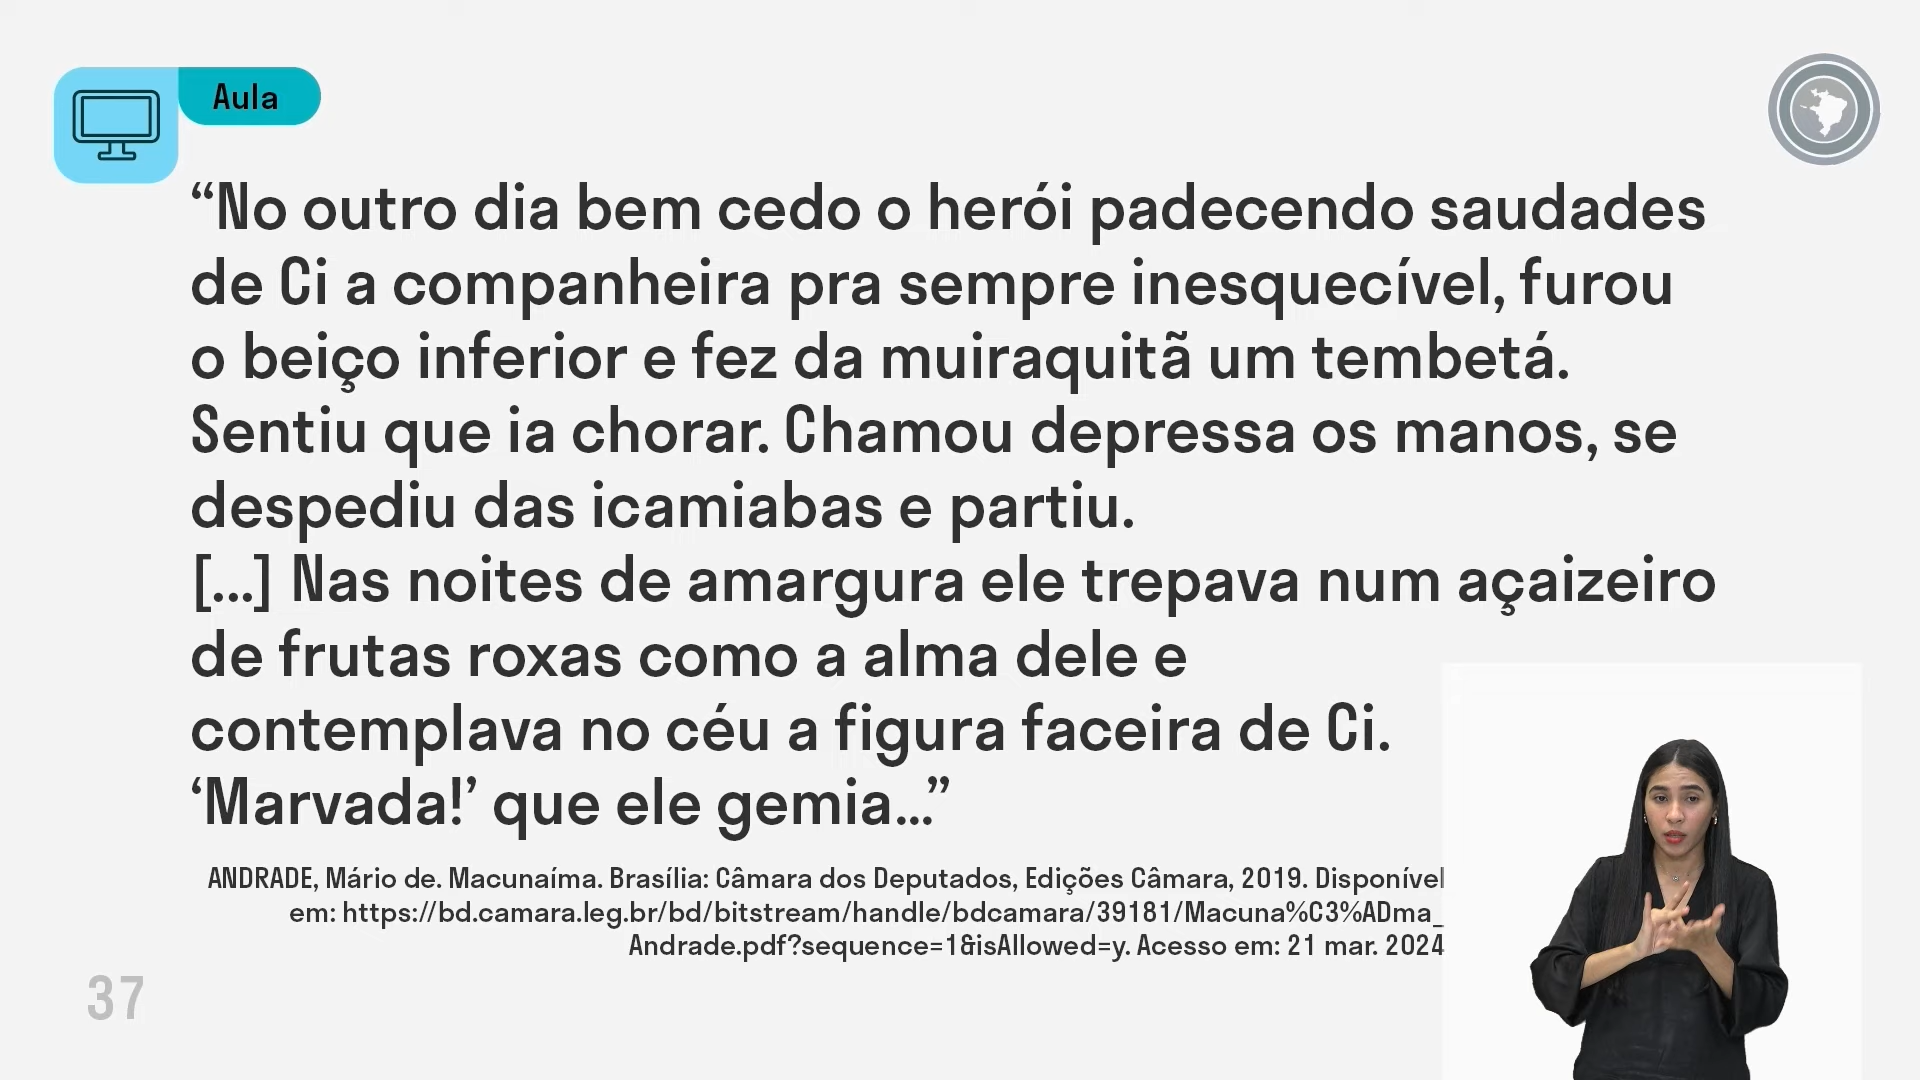 Aula
“No outro dia bem cedo o herói padecendo saudades
de Ci a companheira pra sempre inesquecível, furou
o beiço inferior e fez da muiraquitã um tembetá.
Sentiu que ia chorar. Chamou depressa os manos, se
despediu das icamiabas e partiu.
[...] Nas noites de amargura ele trepava num açaizeiro
de frutas roxas como a alma dele e
contemplava no céu a figura faceira de Ci.
‘Marvada!’ que ele gemia...”
ANDRADE, Mário de. Macunaíma. Brasília: Câmara dos Deputados, Edições Câmara, 2019. Disponível
em: https://bd.camara.leg.br/bd/bitstream/handle/bdcamara/39181/Macuna%C3%ADma_
Andrade.pdf?sequence=1&isAllowed=y. Acesso em: 21 mar. 2024
37